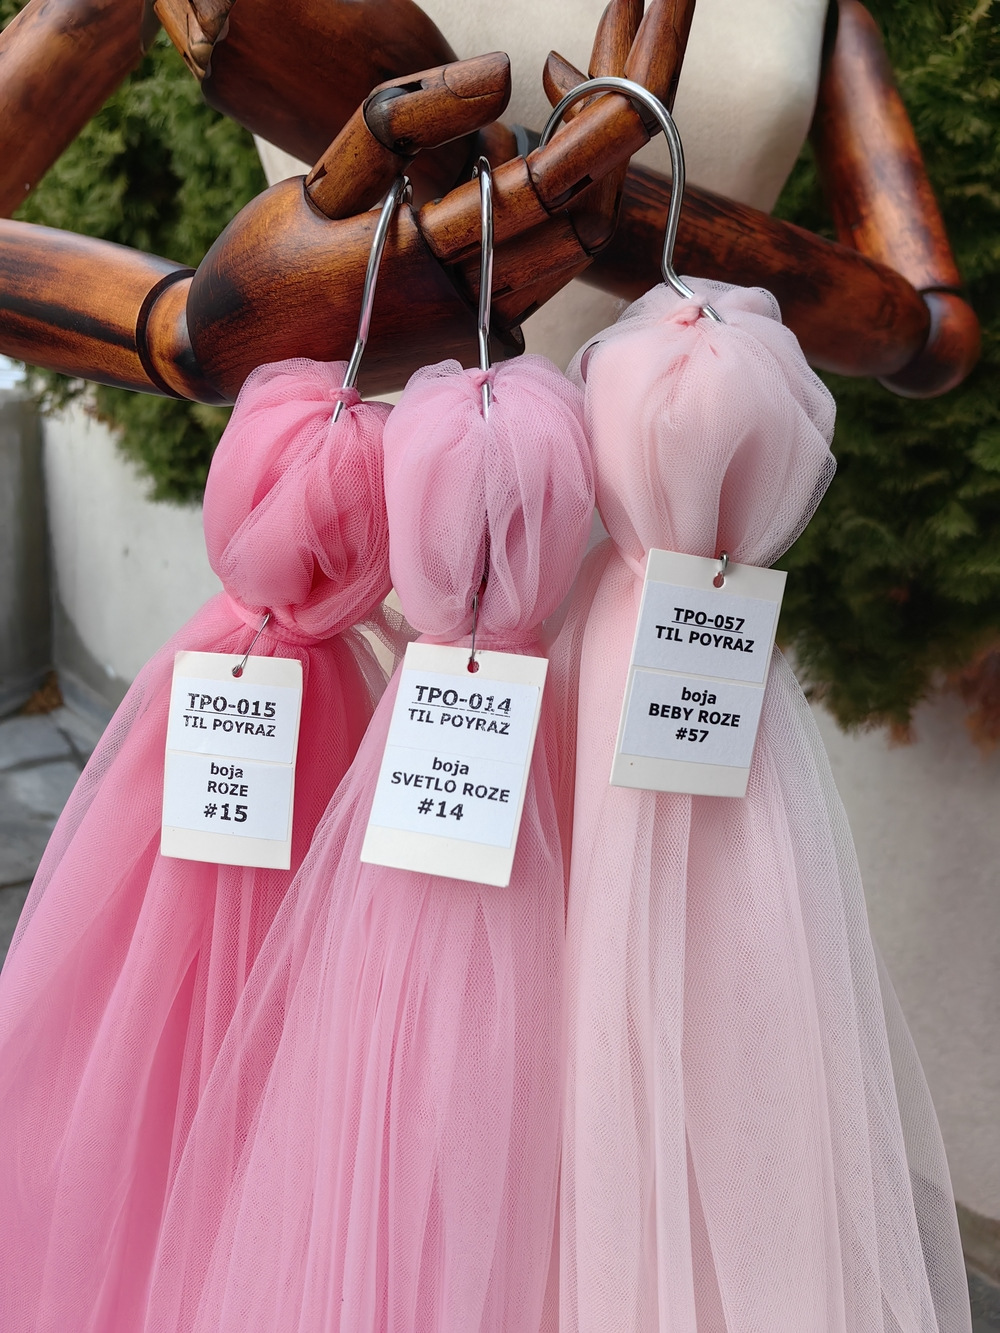 TPO-015
TIL POYRAZ
boja
ROZE
#15
TPO-014
TIL POYRAZ
boja
SVETLO ROZE
#14
TPO-057
TIL POYRAZ
boja
BEBY ROZE
#57